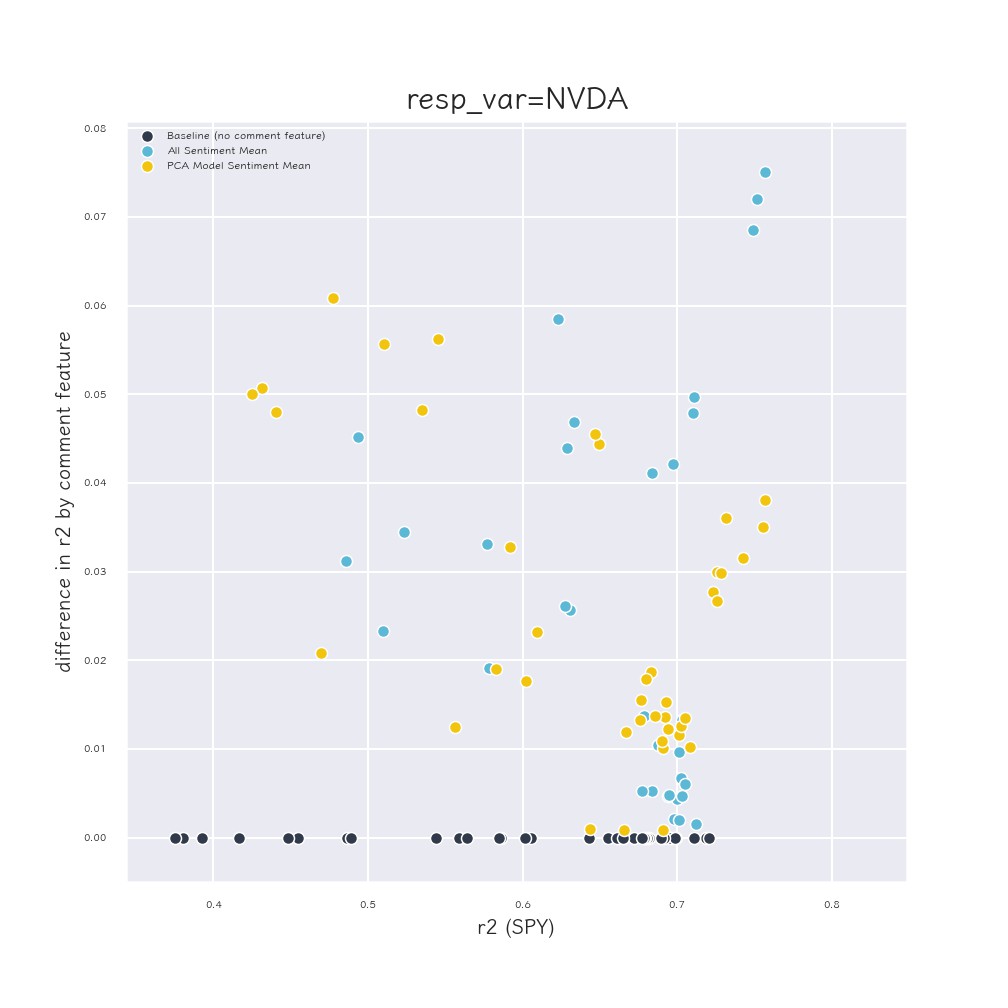 resp_var=NVDA
Baseline (no comment feature)
All Sentiment Mean
PCA Model Sentiment Mean
difference in r2 by comment feature
0.08
0.07
0.06
0.05
0.04
0.03
0.02
0.01
0.00
0.4 0.5 0.6 0.7 0.8
r2 (SPY)